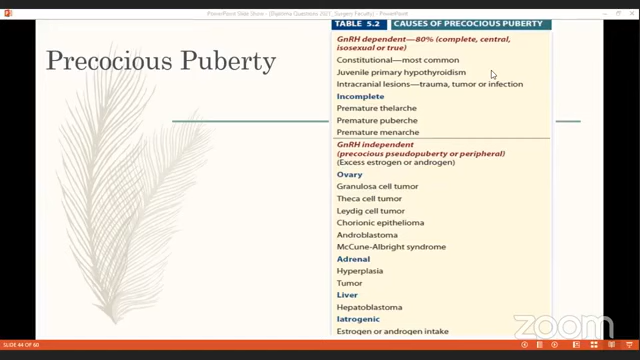 PowerPoint Slide Show - (Diploma Questions 2021_Surgery Faculty) - PowerPoint
Precocious Puberty
TABLE 5.2 CAUSES OF PRECOCIOUS PUBERTY
GnRH dependent—80% (complete, central,
isosexual or true)
Constitutional—most common
Juvenile primary hypothyroidism
Intracranial lesions—trauma, tumor or infection
Incomplete
Premature thelarche
Premature puberche
Premature menarche
GnRH independent
(precocious pseudopuberty or peripheral)
(Excess estrogen or androgen)
Ovary
Granulosa cell tumor
Theca cell tumor
Leydig cell tumor
Chorionic epithelioma
Androblastoma
McCune-Albright syndrome
Adrenal
Hyperplasia
Tumor
Liver
Hepatoblastoma
Iatrogenic
Estrogen or androgen intake
zoom
SLIDE 44 OF 60